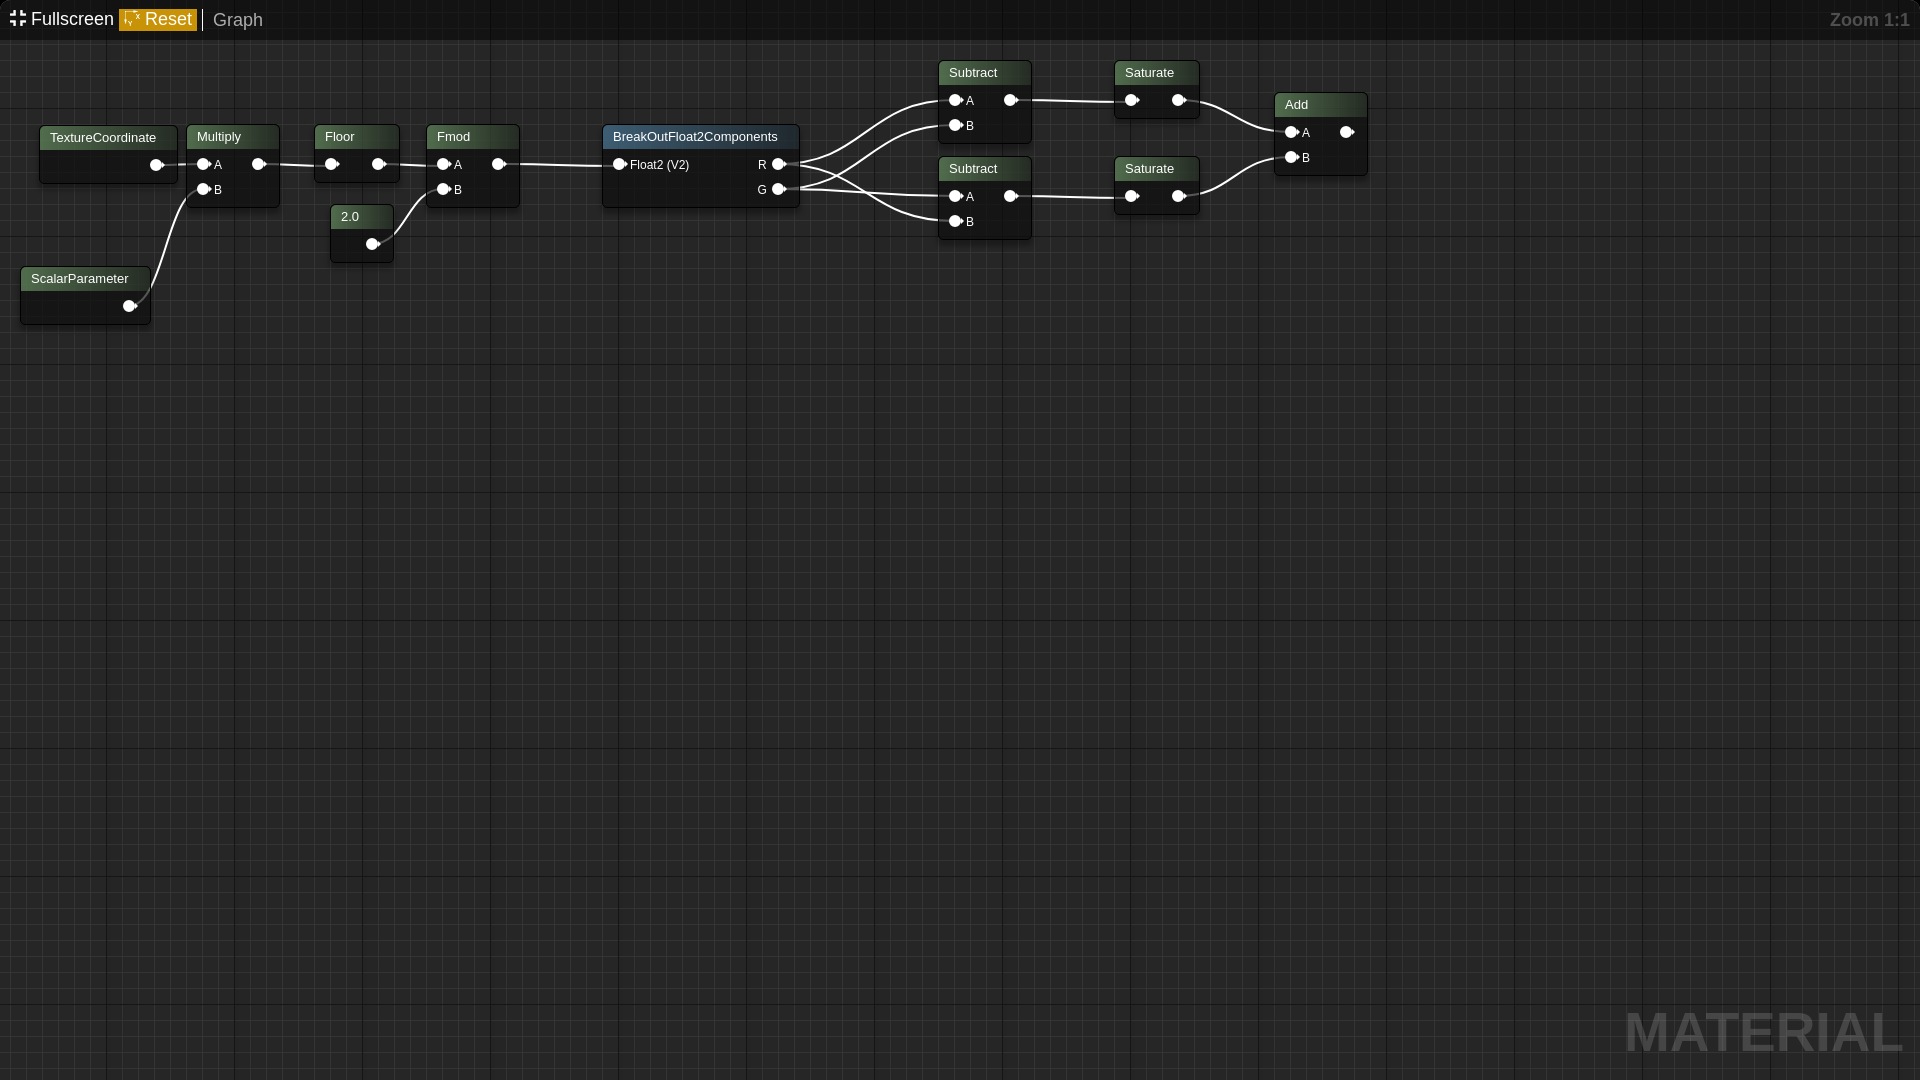 Fullscreen Reset Graph Zoom 1:1
TextureCoordinate
Multiply
A
B
ScalarParameter
Floor
2.0
Fmod
A
B
BreakOutFloat2Components
Float2 (V2) R
G
Subtract
A
B
Subtract
A
B
Saturate
Saturate
Add
A
B
MATERIAL